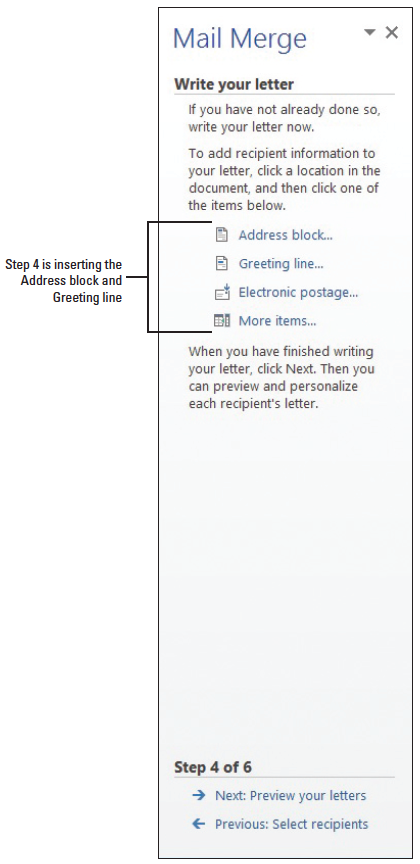 Mail Merge
Write your letter
If you have not already done so,
write your letter now.
To add recipient information to
your letter, click a location in the
document, and then click one of
the items below.
Step 4 is inserting the
Address block and
Greeting line
Address block...
Greeting line...
Electronic postage...
More items...
When you have finished writing
your letter, click Next. Then you
can preview and personalize
each recipient's letter.
Step 4 of 6
Next: Preview your letters
Previous: Select recipients